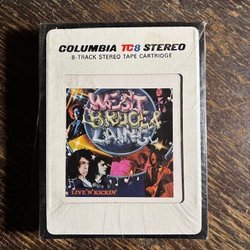 COLUMBIA TC8 STEREO
8-TRACK STEREO TAPE CARTRIDGE
WEST,
BRUCE &
LAING
LIVE 'N' KICKIN'